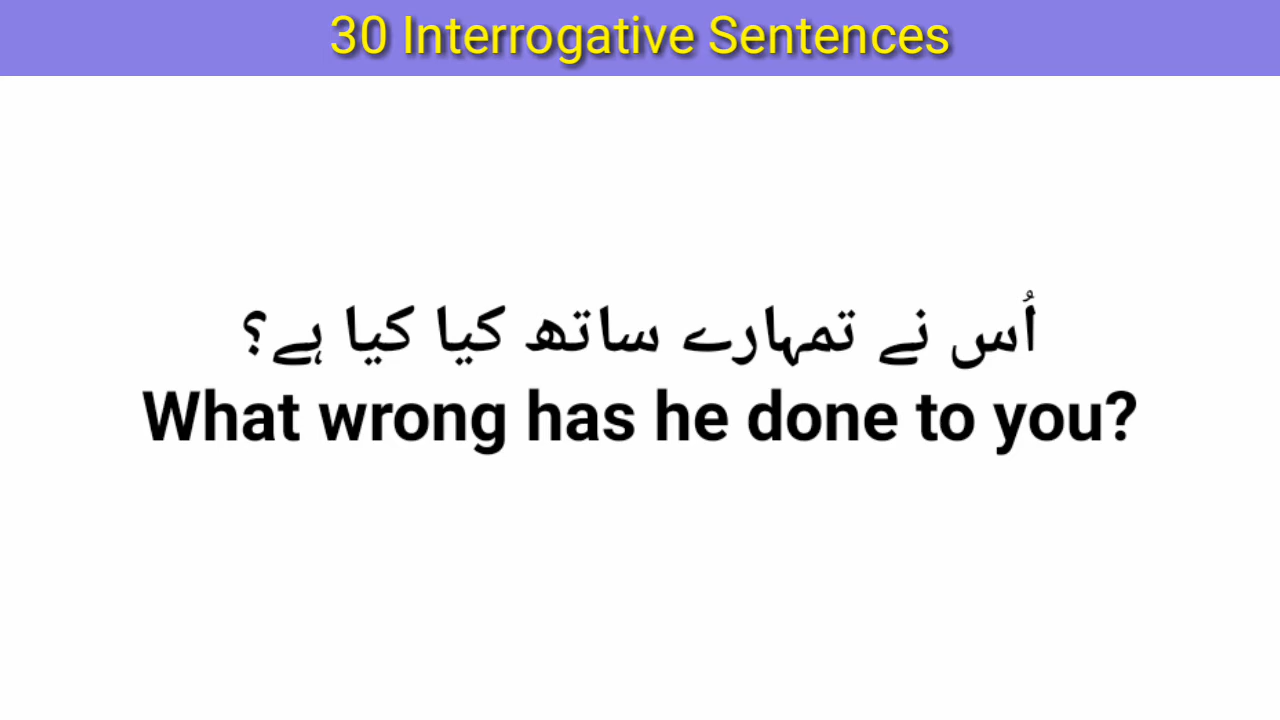 30 Interrogative Sentences
اُس نے تمہارے ساتھ کیا کیا ہے؟
What wrong has he done to you?